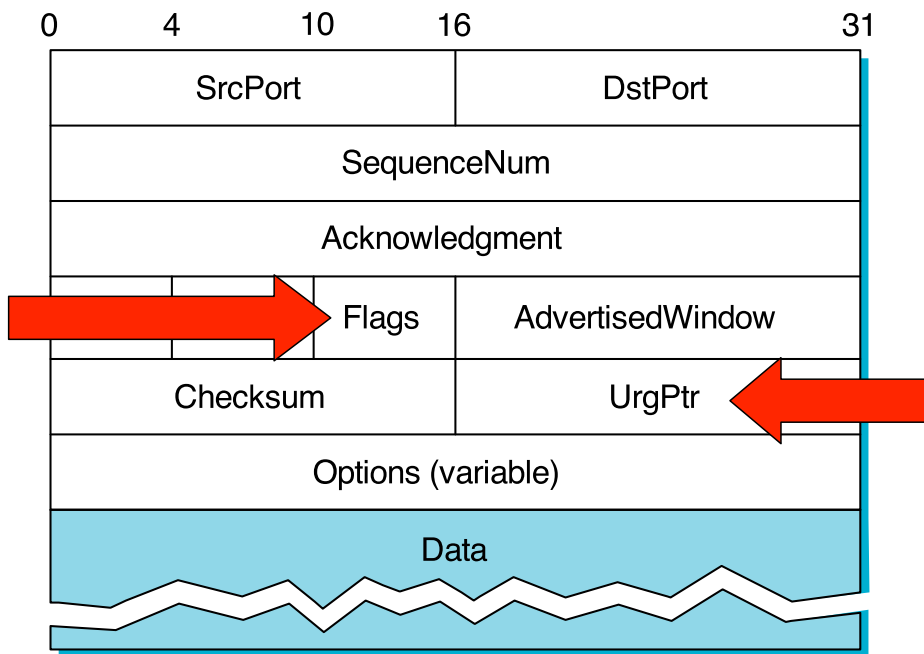 0 4 10 16 31
SrcPort DstPort
SequenceNum
Acknowledgment
Flags AdvertisedWindow
Checksum UrgPtr
Options (variable)
Data